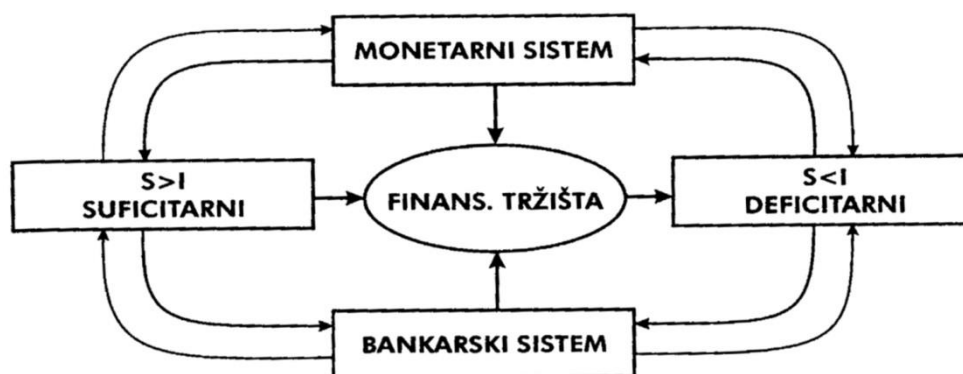 MONETARNI SISTEM
S>I
SUFICITARNI
FINANS. TRŽIŠTA
S<I
DEFICITARNI
BANKARSKI SISTEM